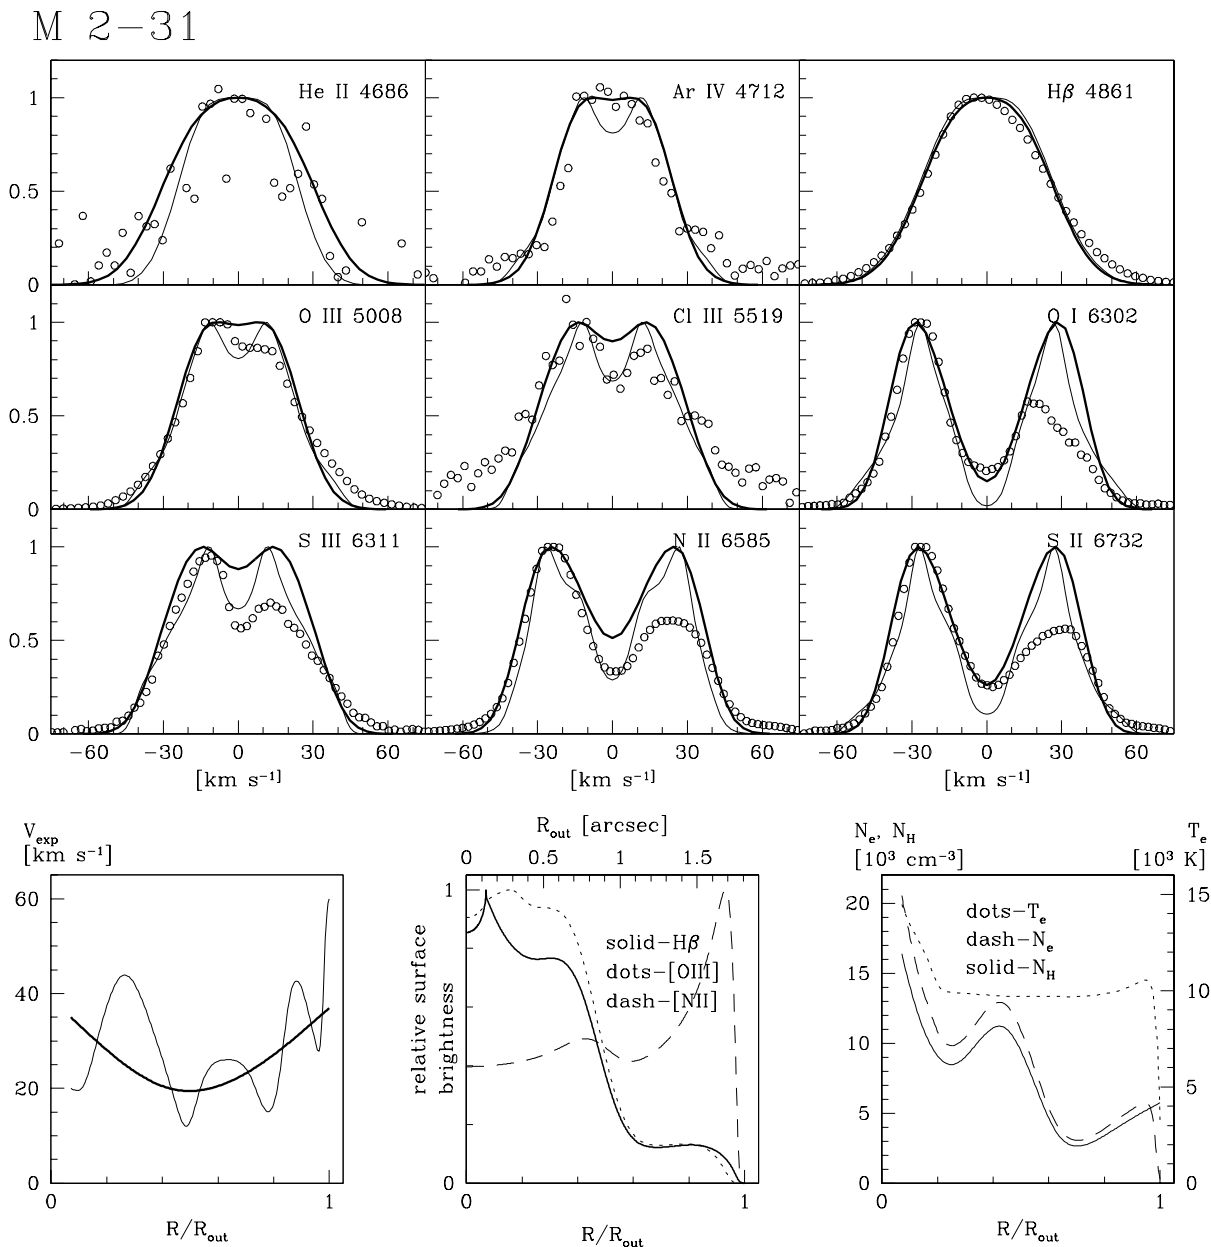 M 2-31
He II 4686
Ar IV 4712
Hβ 4861
1
0.5
0
O III 5008
Cl III 5519
O I 6302
1
0.5
0
S III 6311
N II 6585
S II 6732
1
0.5
0
-60 -30 0 30 60
-60 -30 0 30 60
-60 -30 0 30 60
[km s⁻¹]
[km s⁻¹]
[km s⁻¹]
V_exp
[km s⁻¹]
60
40
20
0
0 1
R/R_out
R_out [arcsec]
0 0.5 1 1.5
relative surface
brightness
1
0
solid-Hβ
dots-[OIII]
dash-[NII]
0 1
R/R_out
N_e, N_H
[10³ cm⁻³]
T_e
[10³ K]
20
15
10
5
0
dots-T_e
dash-N_e
solid-N_H
15
10
5
0
0 1
R/R_out